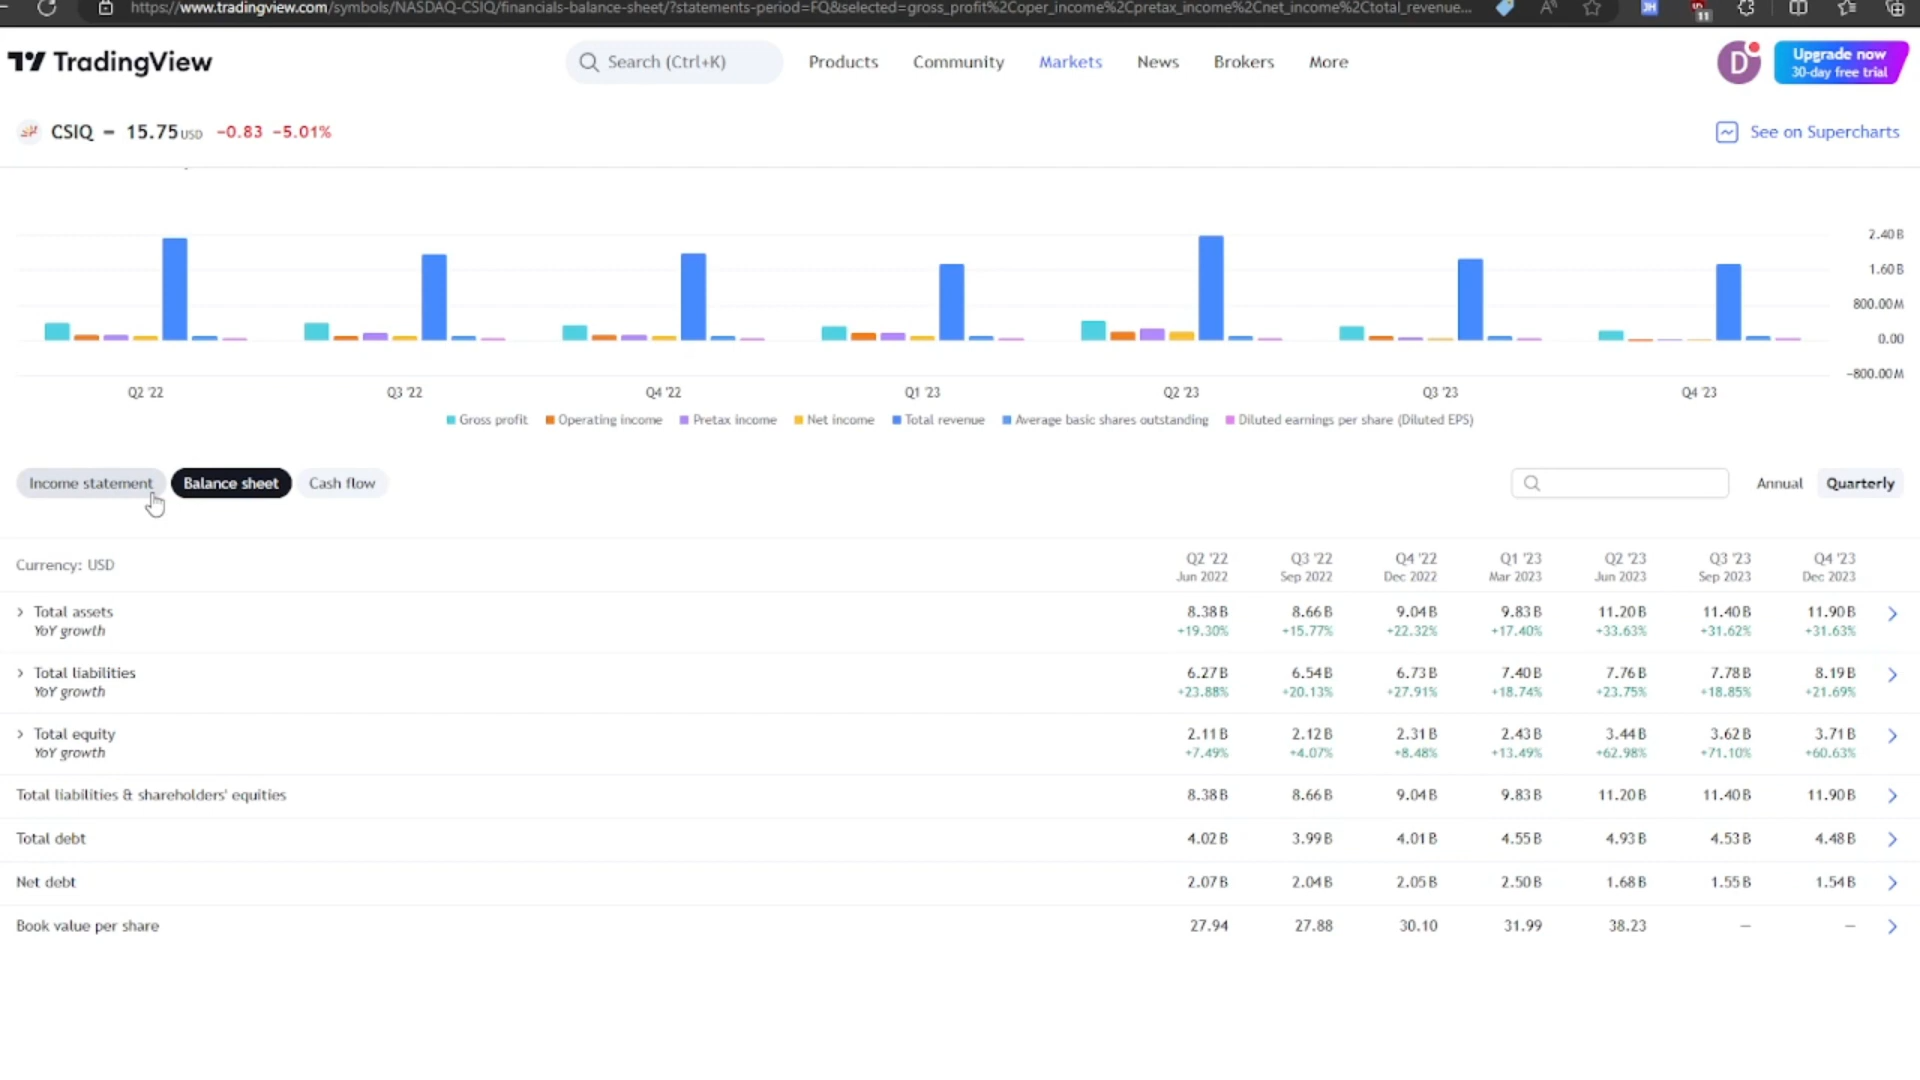 https://www.tradingview.com/symbols/NASDAQ-CSIQ/financials-balance-sheet/?statements-period=FQ&selected=gross_profit%2Coper_income%2Cpretax_income%2Cnet_income%2Ctotal_revenue...
JH
11
TradingView
Search (Ctrl+K)
Products Community Markets News Brokers More
D
Upgrade now
30-day free trial
CSIQ – 15.75 USD −0.83 −5.01%
See on Supercharts
2.40 B
1.60 B
800.00 M
0.00
−800.00 M
Q2 '22 Q3 '22 Q4 '22 Q1 '23 Q2 '23 Q3 '23 Q4 '23
Gross profit Operating income Pretax income Net income Total revenue Average basic shares outstanding Diluted earnings per share (Diluted EPS)
Income statement Balance sheet Cash flow
Annual Quarterly
Currency: USD
Q2 '22 Q3 '22 Q4 '22 Q1 '23 Q2 '23 Q3 '23 Q4 '23
Jun 2022 Sep 2022 Dec 2022 Mar 2023 Jun 2023 Sep 2023 Dec 2023
Total assets 8.38 B 8.66 B 9.04 B 9.83 B 11.20 B 11.40 B 11.90 B
YoY growth +19.30% +15.77% +22.32% +17.40% +33.63% +31.62% +31.63%
Total liabilities 6.27 B 6.54 B 6.73 B 7.40 B 7.76 B 7.78 B 8.19 B
YoY growth +23.88% +20.13% +27.91% +18.74% +23.75% +18.85% +21.69%
Total equity 2.11 B 2.12 B 2.31 B 2.43 B 3.44 B 3.62 B 3.71 B
YoY growth +7.49% +4.07% +8.48% +13.49% +62.98% +71.10% +60.63%
Total liabilities & shareholders' equities 8.38 B 8.66 B 9.04 B 9.83 B 11.20 B 11.40 B 11.90 B
Total debt 4.02 B 3.99 B 4.01 B 4.55 B 4.93 B 4.53 B 4.48 B
Net debt 2.07 B 2.04 B 2.05 B 2.50 B 1.68 B 1.55 B 1.54 B
Book value per share 27.94 27.88 30.10 31.99 38.23 — —